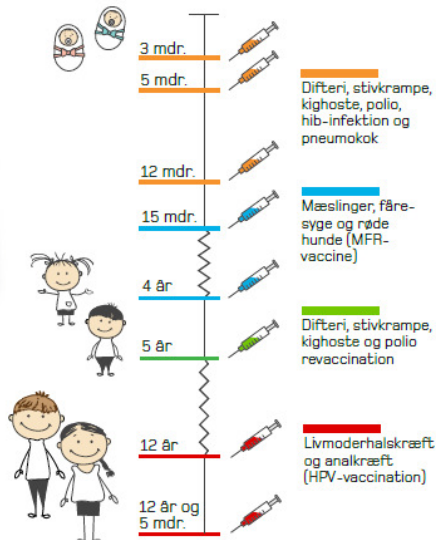 3 mdr.
5 mdr.
Difteri, stivkrampe,
kighoste, polio,
hib-infektion og
pneumokok
12 mdr.
15 mdr.
Mæslinger, fåre-
syge og røde
hunde (MFR-
vaccine)
4 år
5 år
Difteri, stivkrampe,
kighoste og polio
revaccination
12 år
Livmoderhalskræft
og analkræft
(HPV-vaccination)
12 år og
5 mdr.